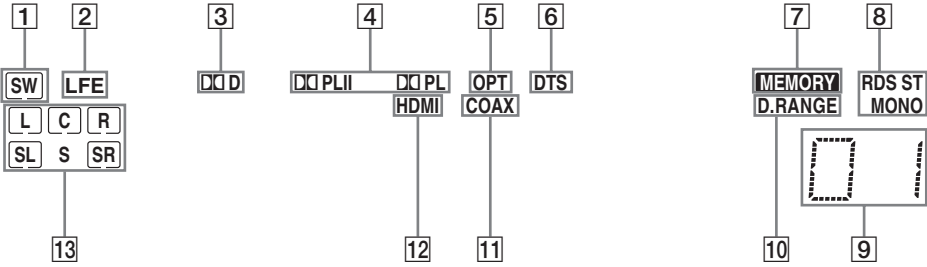 1 2 3 4 5 6 7 8
SW LFE DD D DD PLII DD PL OPT DTS MEMORY RDS ST
HDMI COAX D.RANGE MONO
L C R
SL S SR
01
13 12 11 10 9